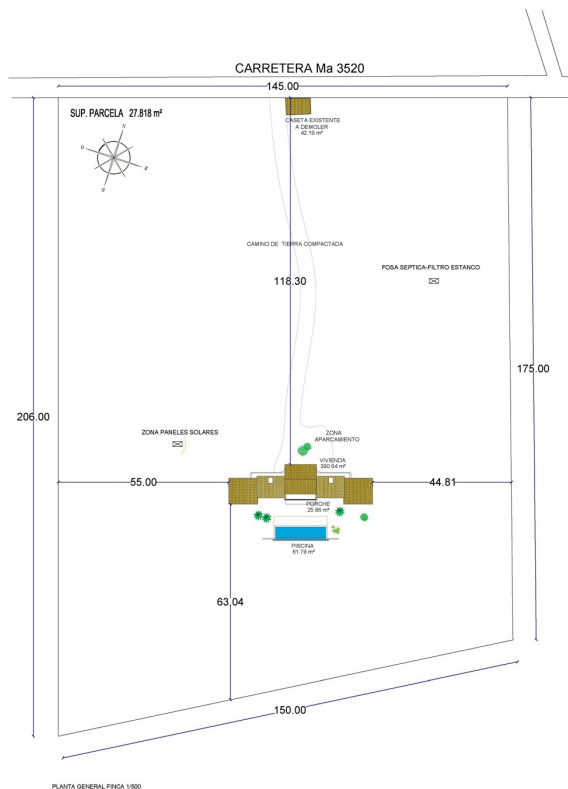 CARRETERA Ma 3520
145.00
SUP. PARCELA 27.818 m²
N
O
CASETA EXISTENTE
A DEMOLER
42.19 m²
CAMINO DE TIERRA COMPACTADA
FOSA SEPTICA-FILTRO ESTANCO
118.30
175.00
206.00
ZONA PANELES SOLARES
ZONA
APARCAMIENTO
VIVIENDA
390.54 m²
55.00
44.81
PORCHE
25.86 m²
PISCINA
61.79 m²
63.04
150.00
PLANTA GENERAL FINCA 1/500